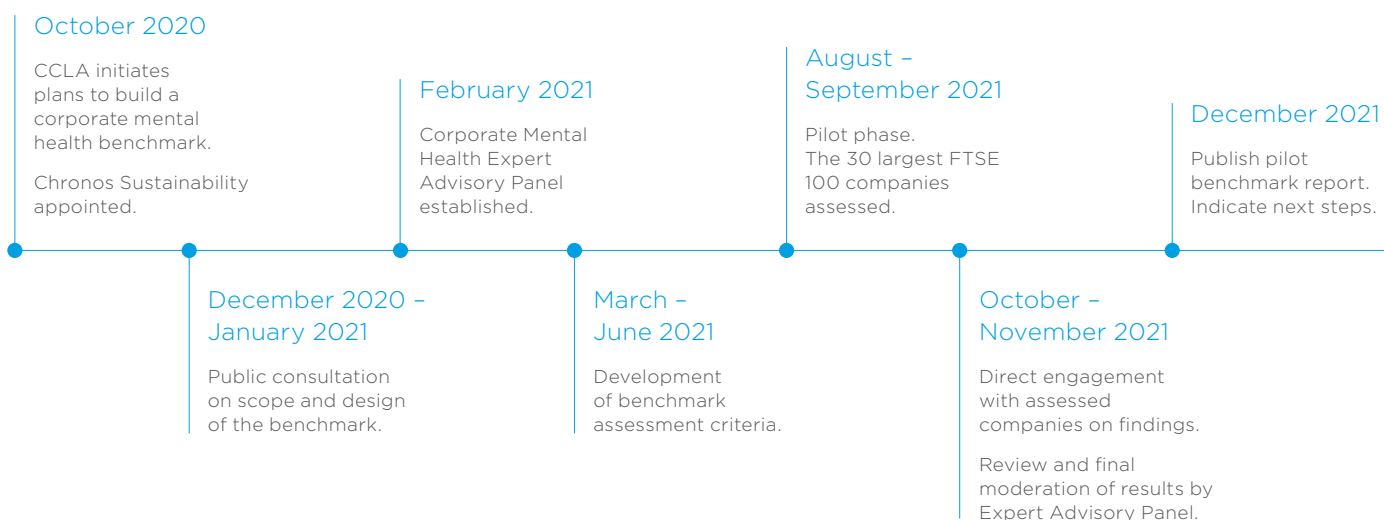 October 2020
CCLA initiates
plans to build a
corporate mental
health benchmark.
Chronos Sustainability
appointed.
December 2020 –
January 2021
Public consultation
on scope and design
of the benchmark.
February 2021
Corporate Mental
Health Expert
Advisory Panel
established.
March –
June 2021
Development
of benchmark
assessment criteria.
August –
September 2021
Pilot phase.
The 30 largest FTSE
100 companies
assessed.
October –
November 2021
Direct engagement
with assessed
companies on findings.
Review and final
moderation of results by
Expert Advisory Panel.
December 2021
Publish pilot
benchmark report.
Indicate next steps.